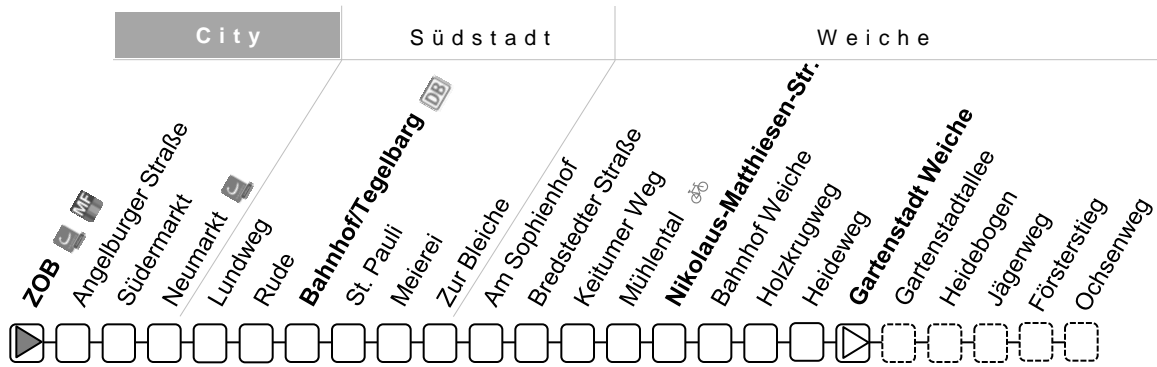 City
Südstadt
Weiche
ZOB
MF
Angelburger Straße
Südermarkt
Neumarkt
Lundweg
Rude
Bahnhof/Tegelbarg
DB
St. Pauli
Meierei
Zur Bleiche
Am Sophienhof
Bredstedter Straße
Keitumer Weg
Mühlental
Nikolaus-Matthiesen-Str.
Bahnhof Weiche
Holzkrugweg
Heideweg
Gartenstadt Weiche
Gartenstadtallee
Heidebogen
Jägerweg
Försterstieg
Ochsenweg